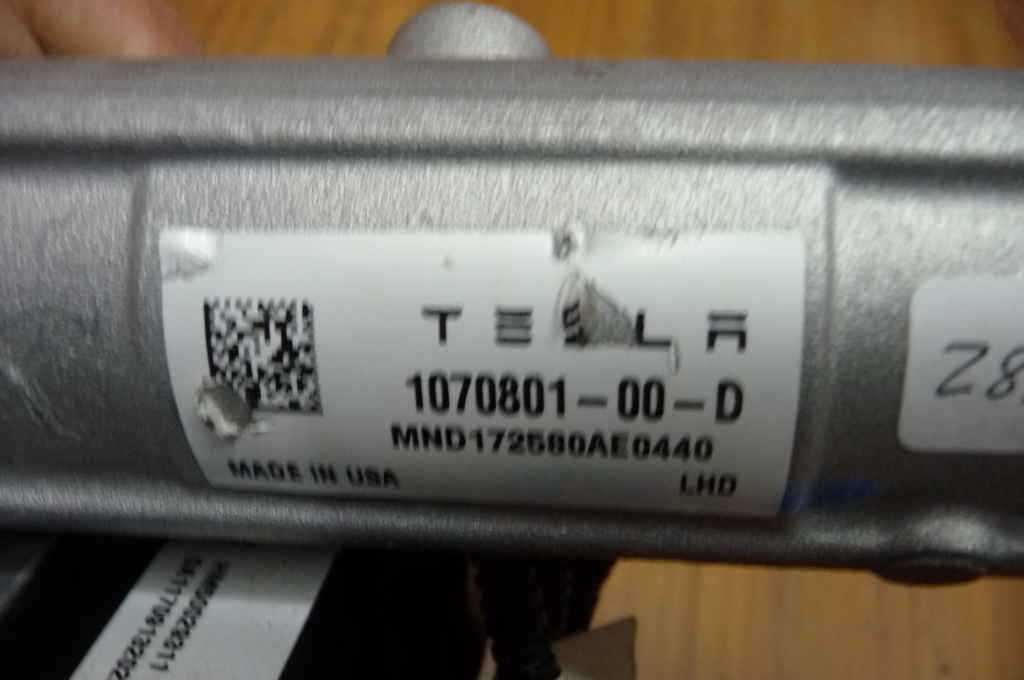 TESLA
1070801-00-D
MND172580AE0440
MADE IN USA
LHD